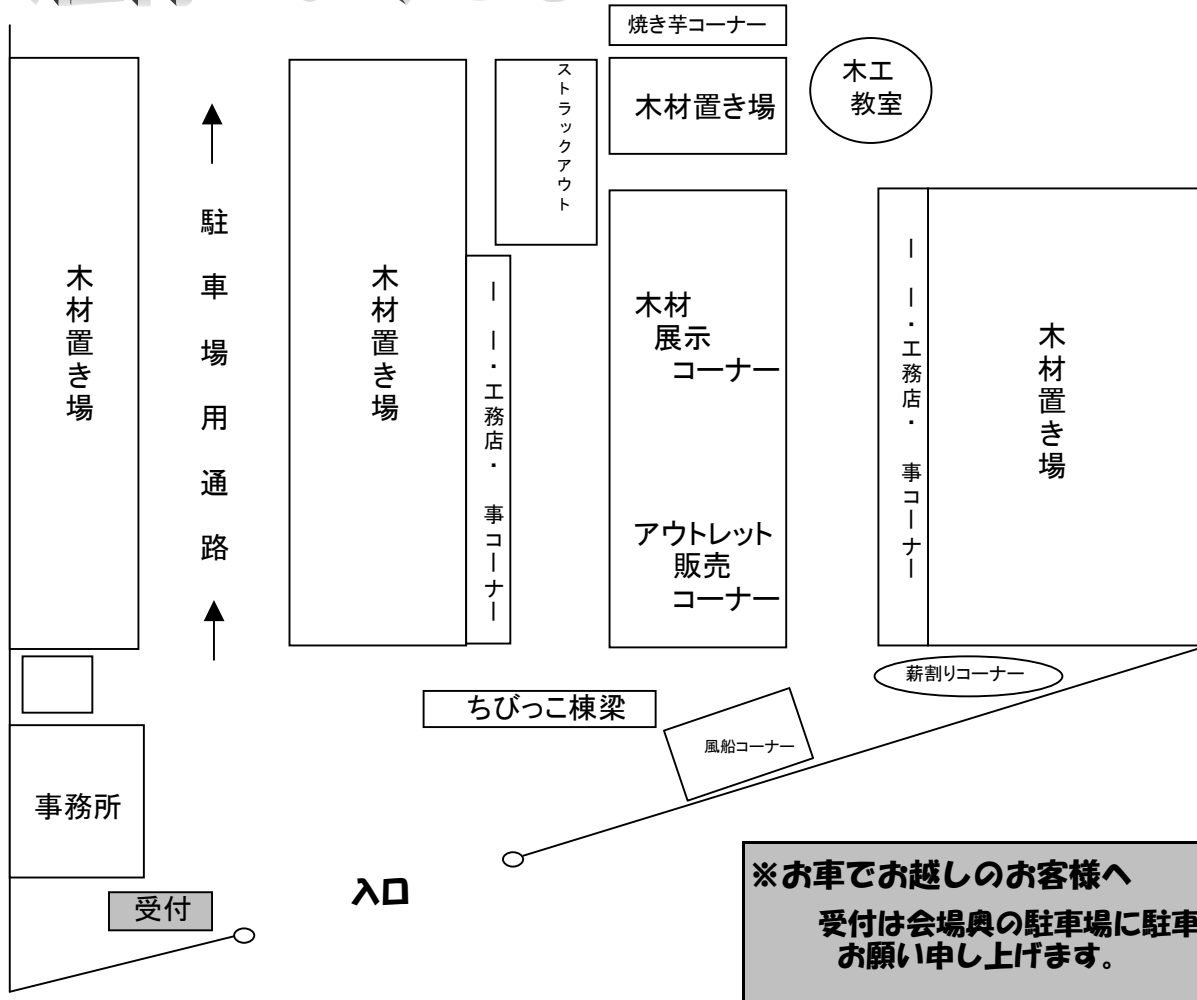 焼き芋コーナー
木工
教室
ストラックアウト
木材置き場
駐車場用通路
木材置き場
木材置き場
ー ー・工務店・ 事コーナー
木材
展示
コーナー
アウトレット
販売
コーナー
ー ー・工務店・ 事コーナー
木材置き場
薪割りコーナー
ちびっこ棟梁
風船コーナー
事務所
受付
入口
※お車でお越しのお客様へ
受付は会場奥の駐車場に駐車
お願い申し上げます。